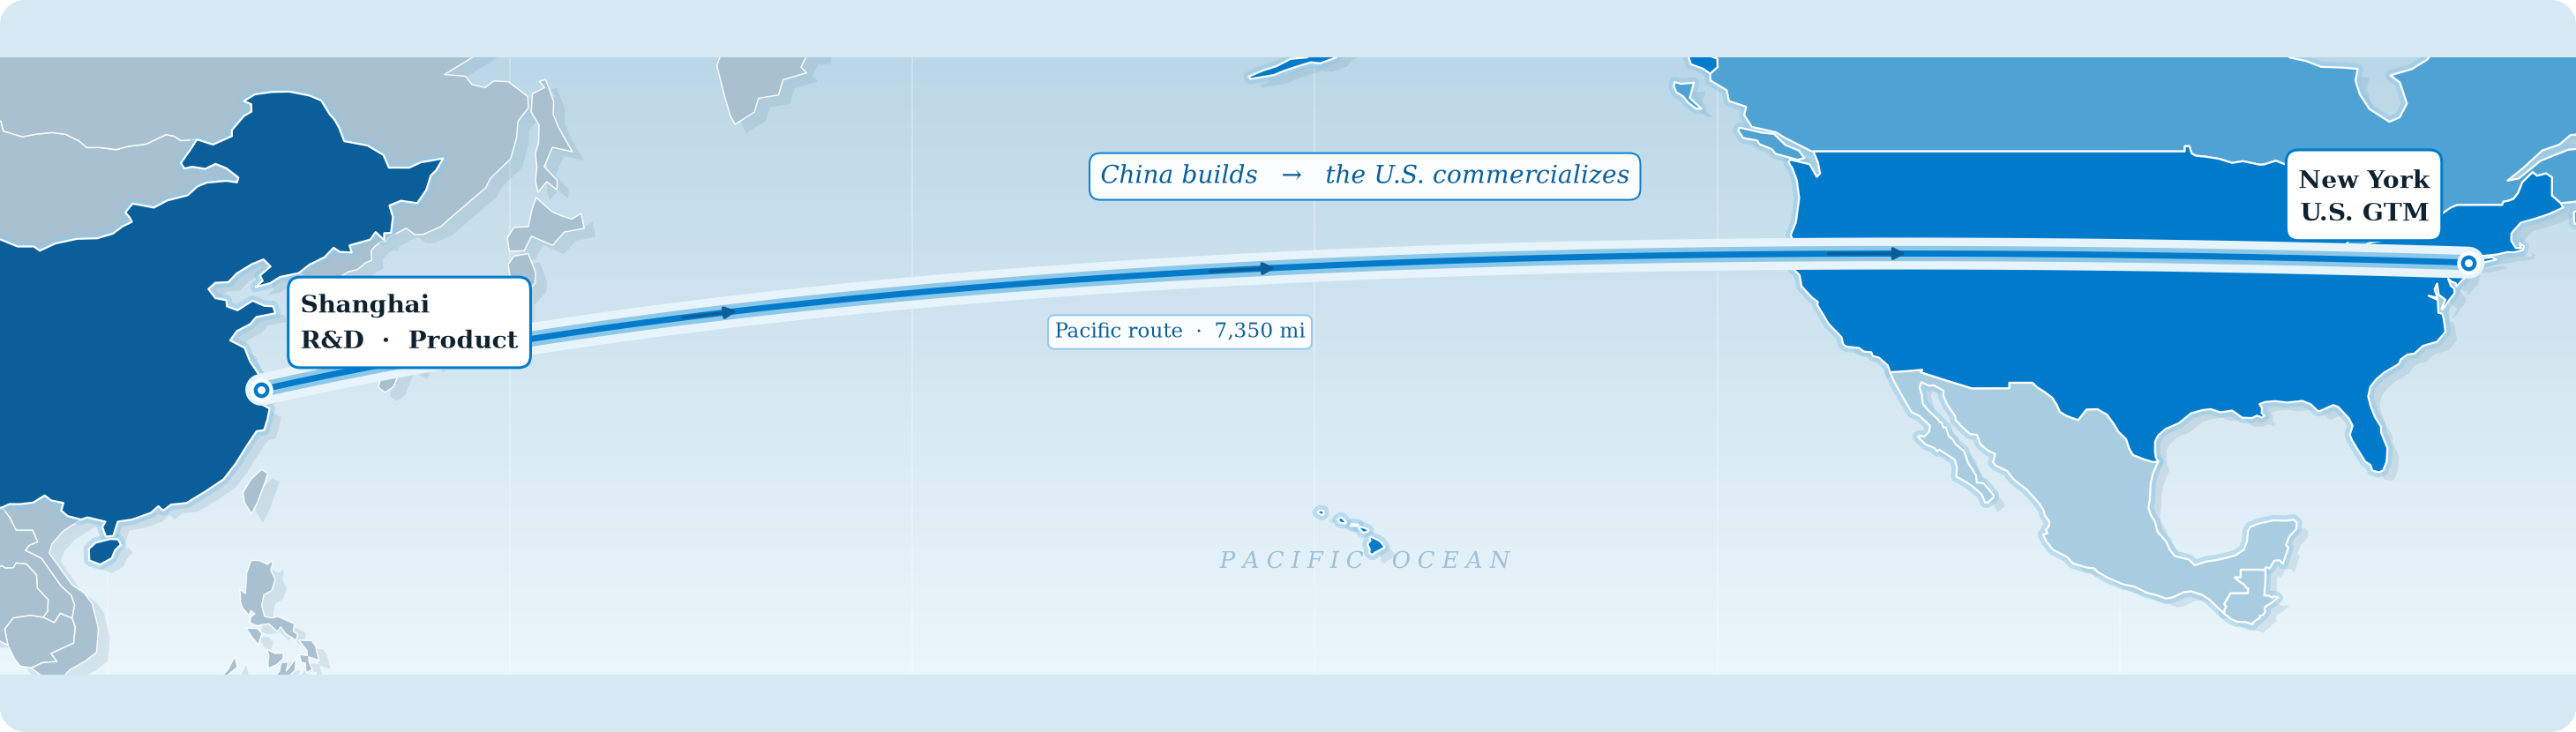 China builds → the U.S. commercializes
New York
U.S. GTM
Shanghai
R&D · Product
Pacific route · 7,350 mi
PACIFIC OCEAN